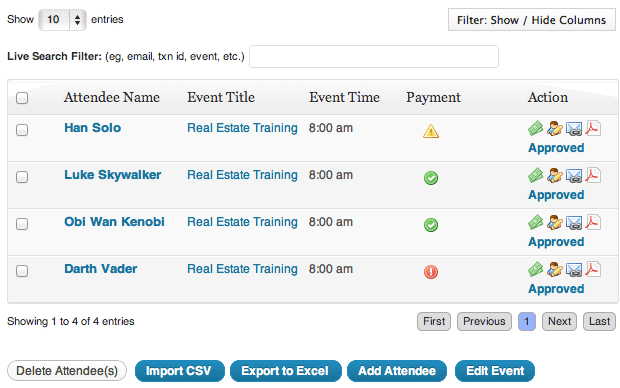 Show 10 entries Filter: Show / Hide Columns
Live Search Filter: (eg, email, txn id, event, etc.)
Attendee Name Event Title Event Time Payment Action
Han Solo Real Estate Training 8:00 am
Approved
Luke Skywalker Real Estate Training 8:00 am
Approved
Obi Wan Kenobi Real Estate Training 8:00 am
Approved
Darth Vader Real Estate Training 8:00 am
Approved
Showing 1 to 4 of 4 entries First Previous 1 Next Last
Delete Attendee(s) Import CSV Export to Excel Add Attendee Edit Event